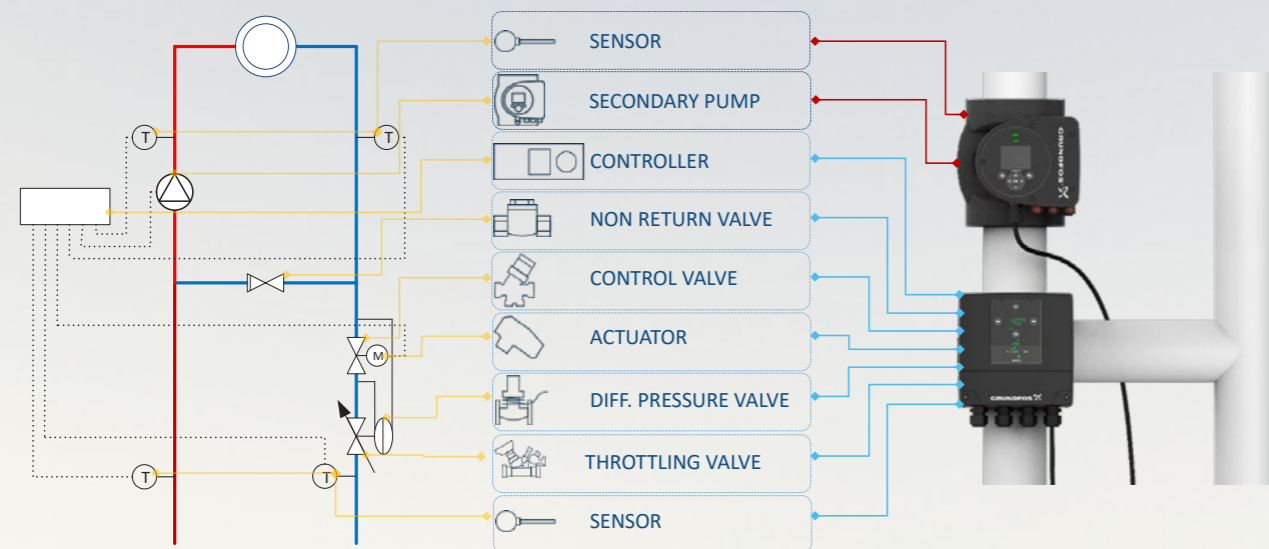 SENSOR
SECONDARY PUMP
CONTROLLER
NON RETURN VALVE
CONTROL VALVE
ACTUATOR
DIFF. PRESSURE VALVE
THROTTLING VALVE
SENSOR
T
T
M
T
T
GRUNDFOS
GRUNDFOS